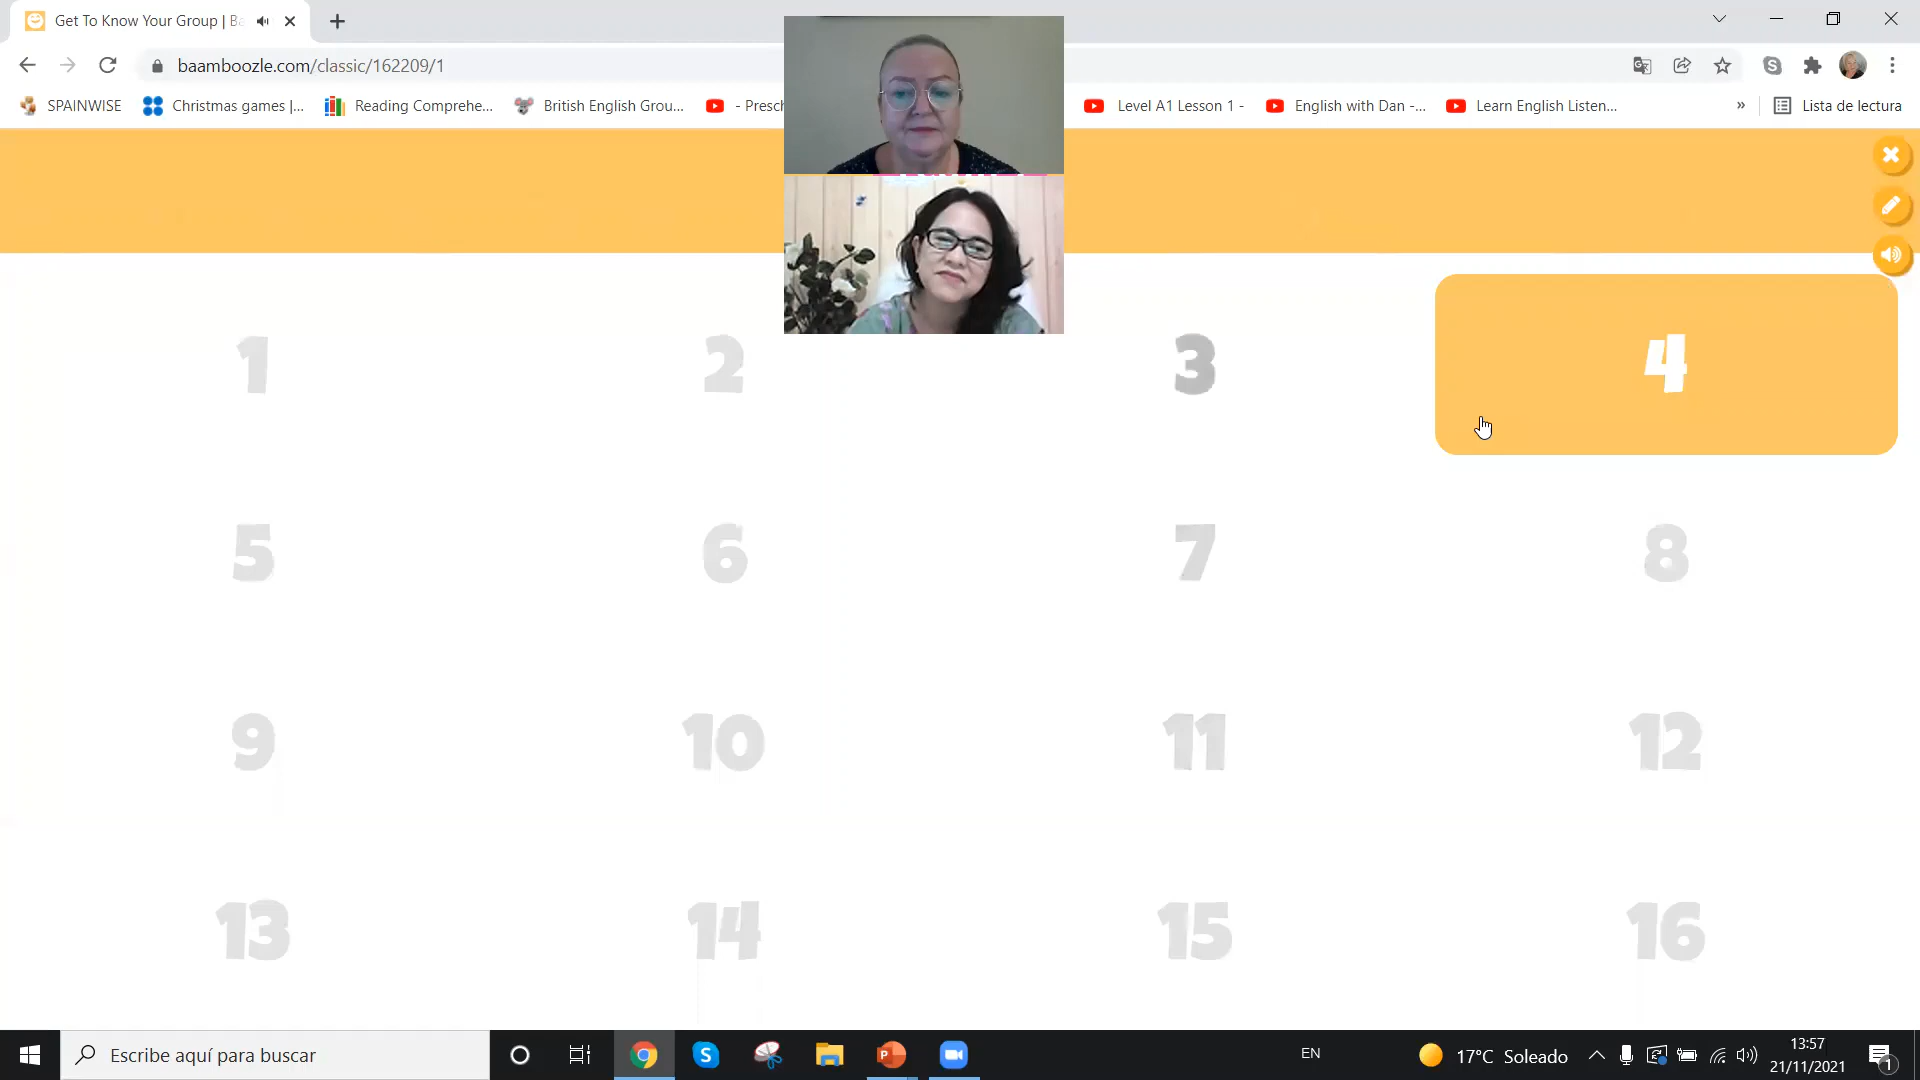 Get To Know Your Group | Ba
baamboozle.com/classic/162209/1
SPAINWISE
Christmas games |...
Reading Comprehe...
British English Grou...
- Presch
Level A1 Lesson 1 -
English with Dan -...
Learn English Listen...
»
Lista de lectura
1 2 3 4
5 6 7 8
9 10 11 12
13 14 15 16
Escribe aquí para buscar
EN
17°C Soleado
13:57
21/11/2021
1